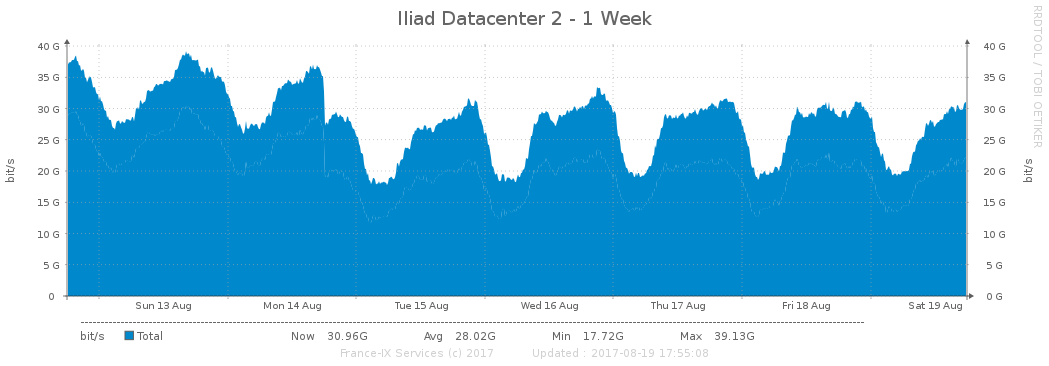 Iliad Datacenter 2 - 1 Week
RRDTOOL / TOBI OETIKER
bit/s
40 G
35 G
30 G
25 G
20 G
15 G
10 G
5 G
0
40 G
35 G
30 G
25 G
20 G
15 G
10 G
5 G
0 G
bit/s
Sun 13 Aug Mon 14 Aug Tue 15 Aug Wed 16 Aug Thu 17 Aug Fri 18 Aug Sat 19 Aug
bit/s Total Now 30.96G Avg 28.02G Min 17.72G Max 39.13G
France-IX Services (c) 2017 Updated : 2017-08-19 17:55:08